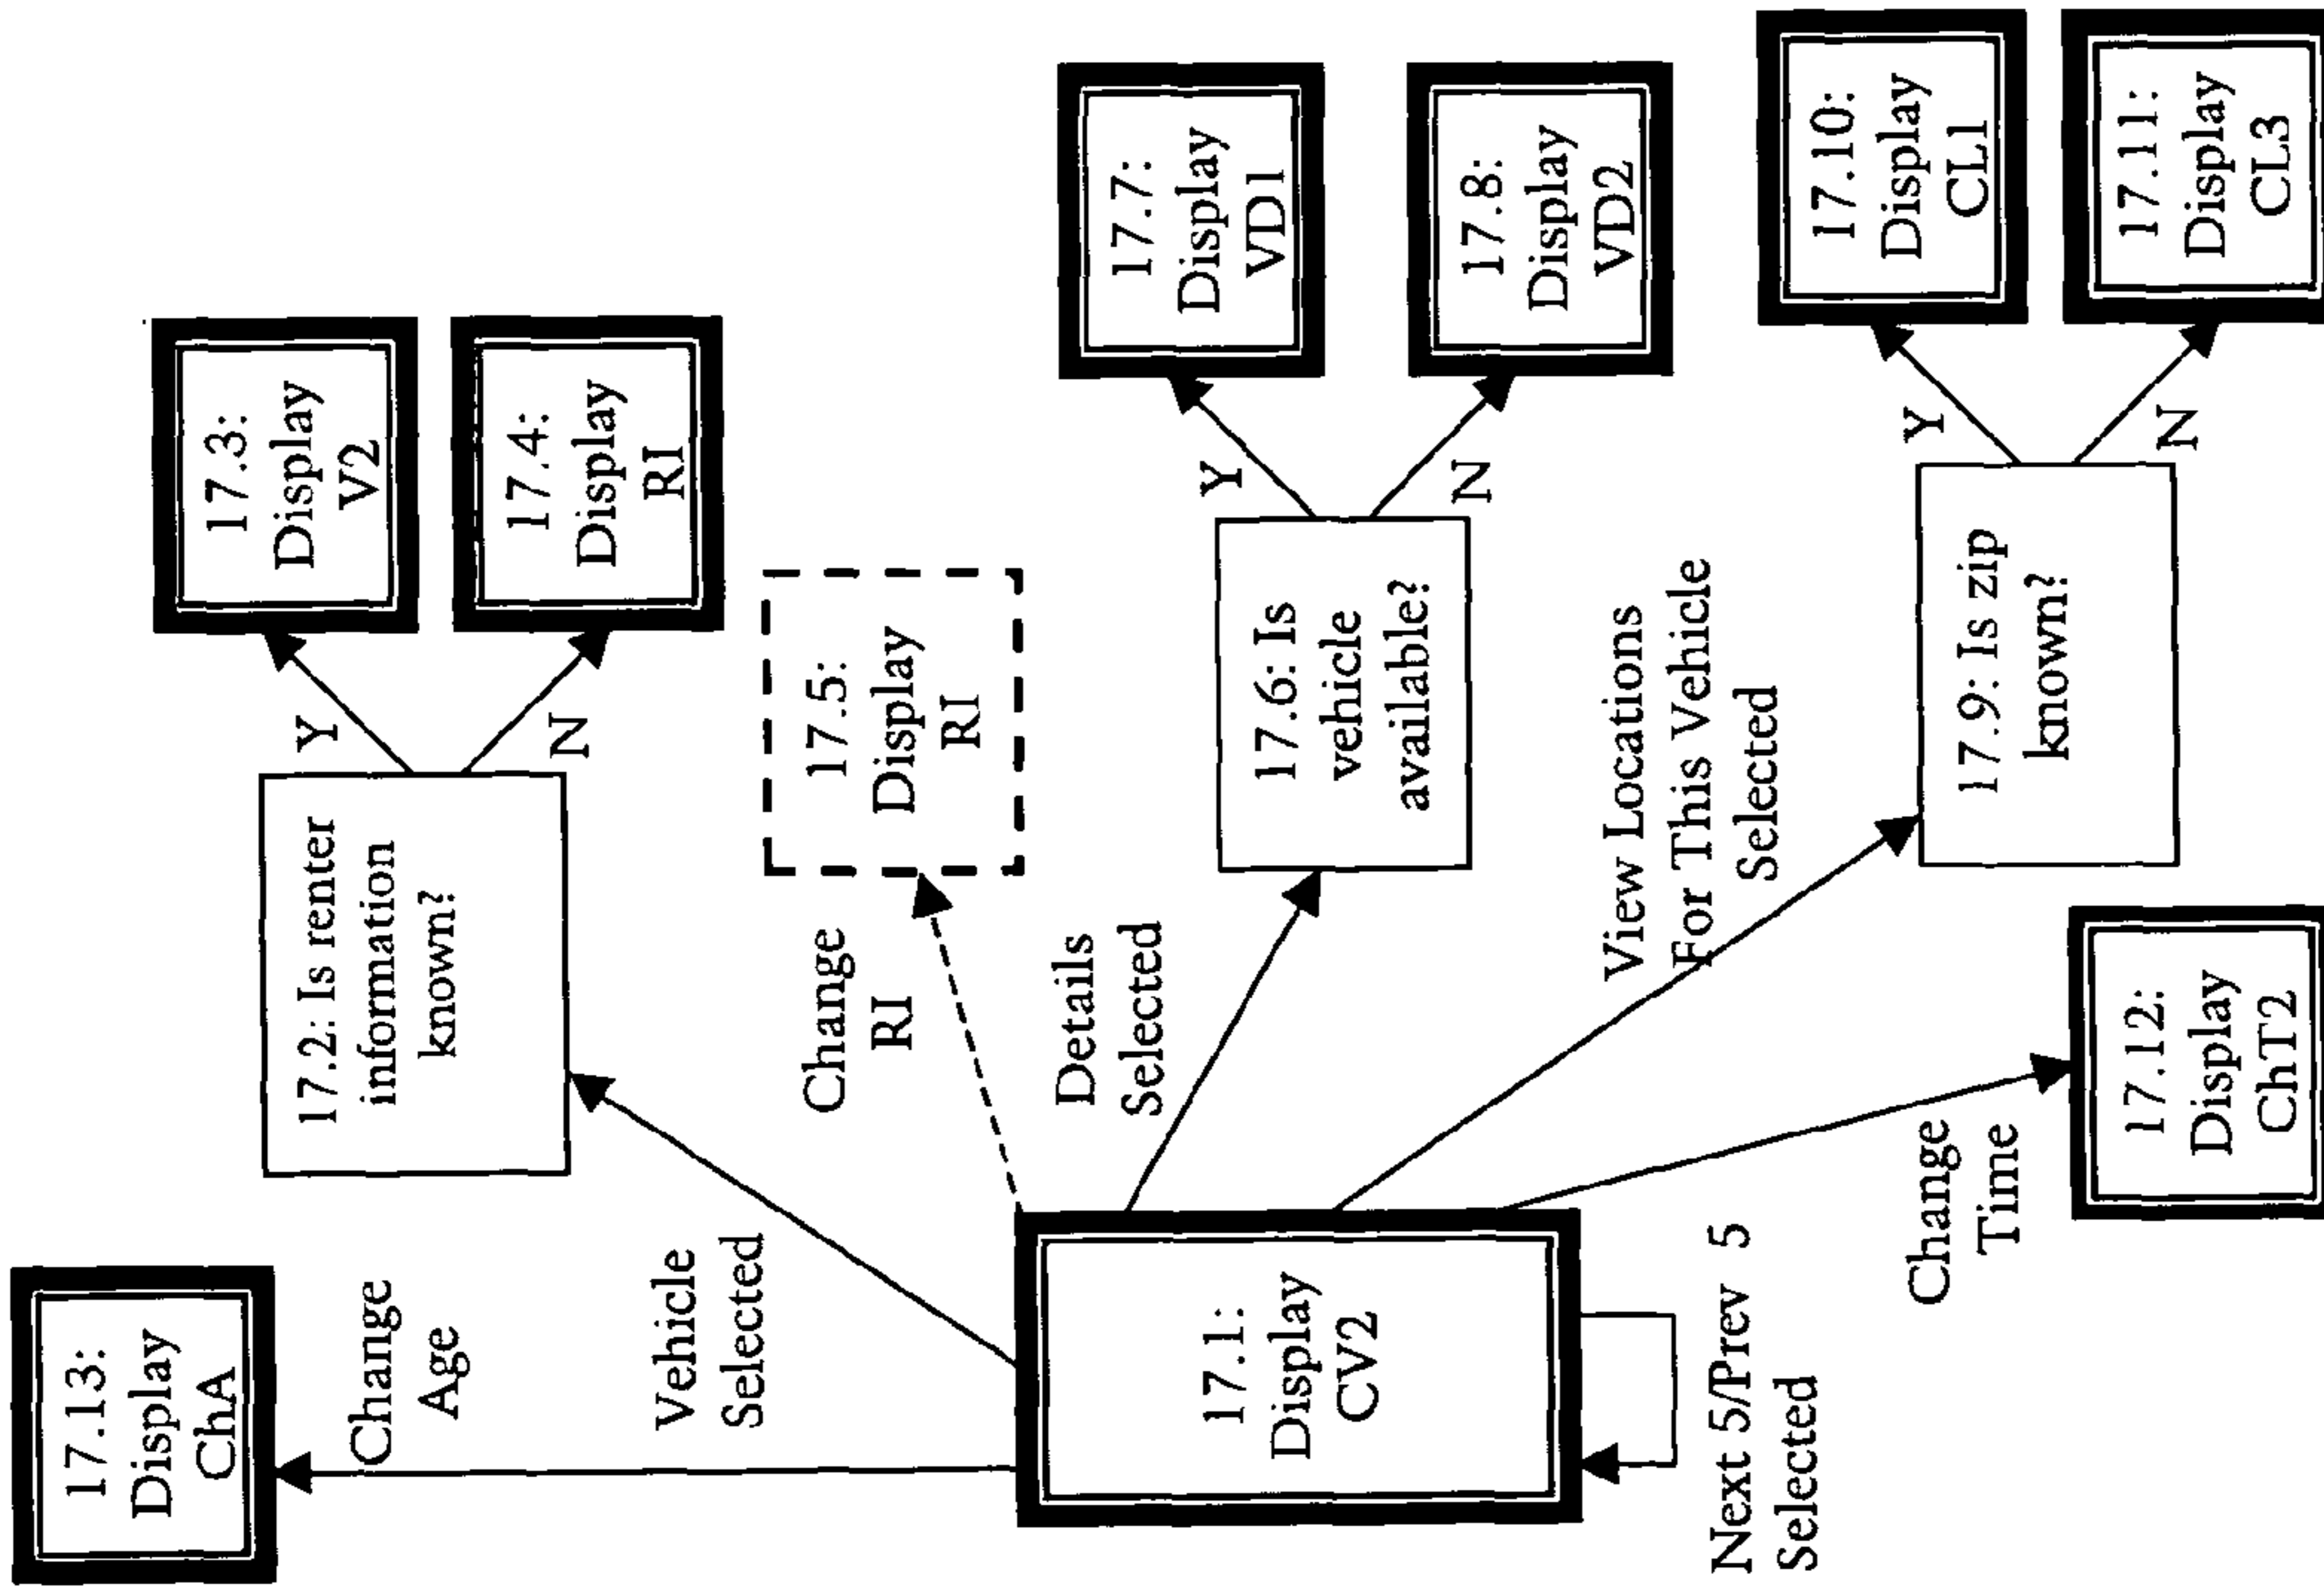 17.13:
Display
ChA
Change
Age
Vehicle
Selected
17.2: Is renter
information
known?
Y
N
17.3:
Display
V2
17.4:
Display
RI
Change
RI
17.5:
Display
RI
17.1:
Display
CV2
Details
Selected
17.6: Is
vehicle
available?
Y
N
17.7:
Display
VD1
17.8:
Display
VD2
View Locations
For This Vehicle
Selected
17.9: Is zip
known?
Y
N
17.10:
Display
CL1
17.11:
Display
CL3
Next 5/Prev 5
Selected
Change
Time
17.12:
Display
ChT2